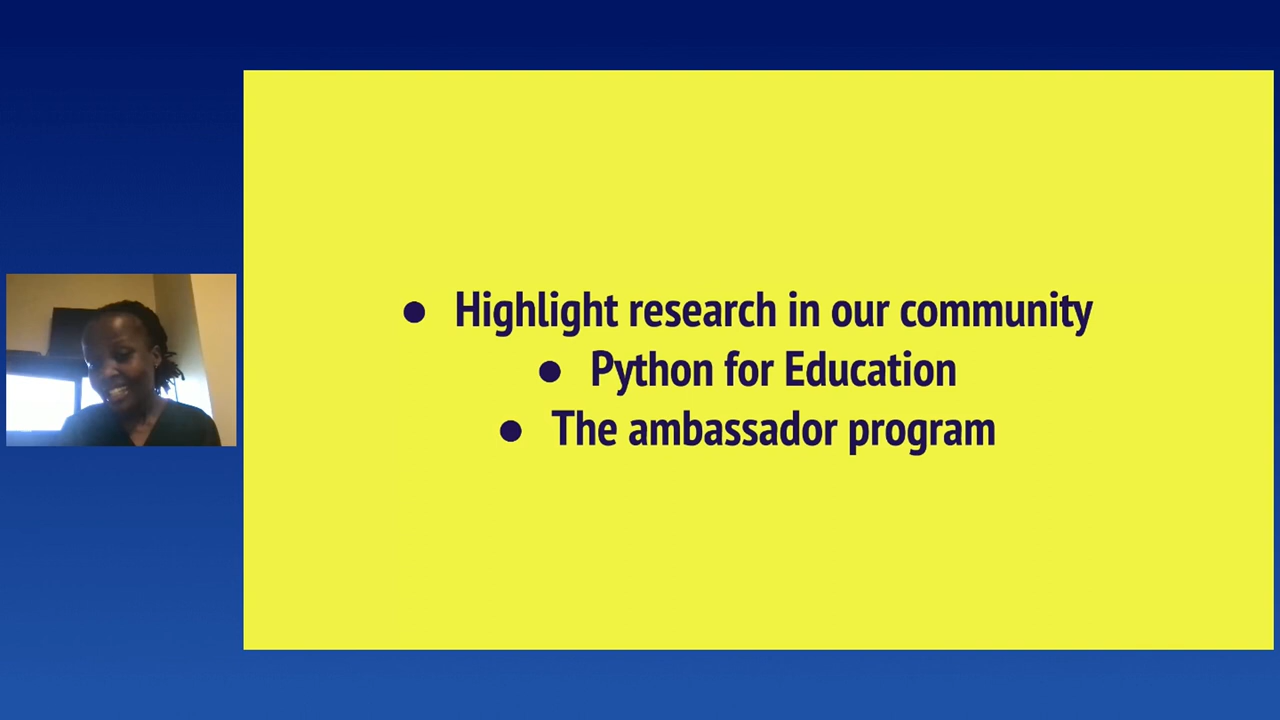 ● Highlight research in our community
● Python for Education
● The ambassador program